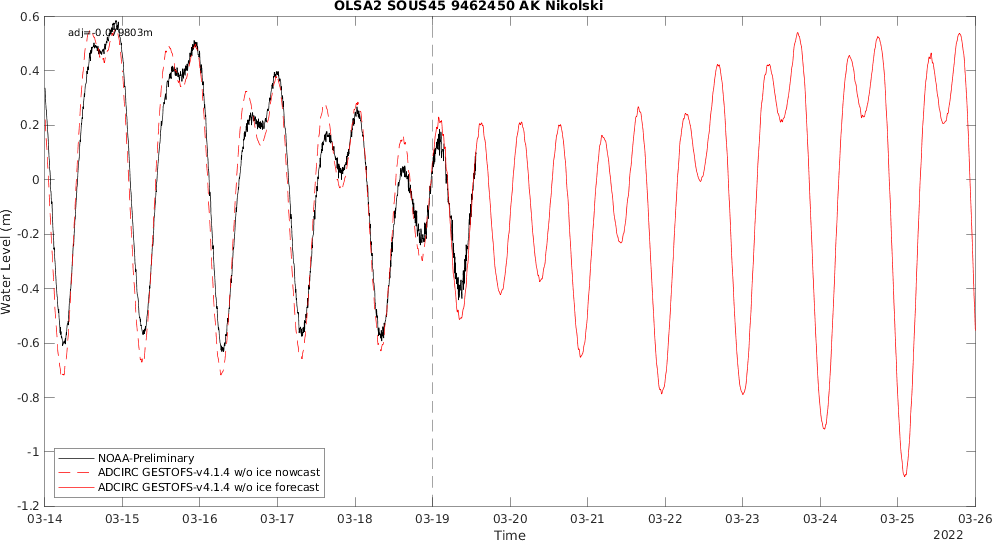 OLSA2 SOUS45 9462450 AK Nikolski
0.6
adj=-0.079803m
0.4
0.2
0
-0.2
-0.4
-0.6
-0.8
-1
-1.2
Water Level (m)
NOAA-Preliminary
ADCIRC GESTOFS-v4.1.4 w/o ice nowcast
ADCIRC GESTOFS-v4.1.4 w/o ice forecast
03-14 03-15 03-16 03-17 03-18 03-19 03-20 03-21 03-22 03-23 03-24 03-25 03-26
Time
2022